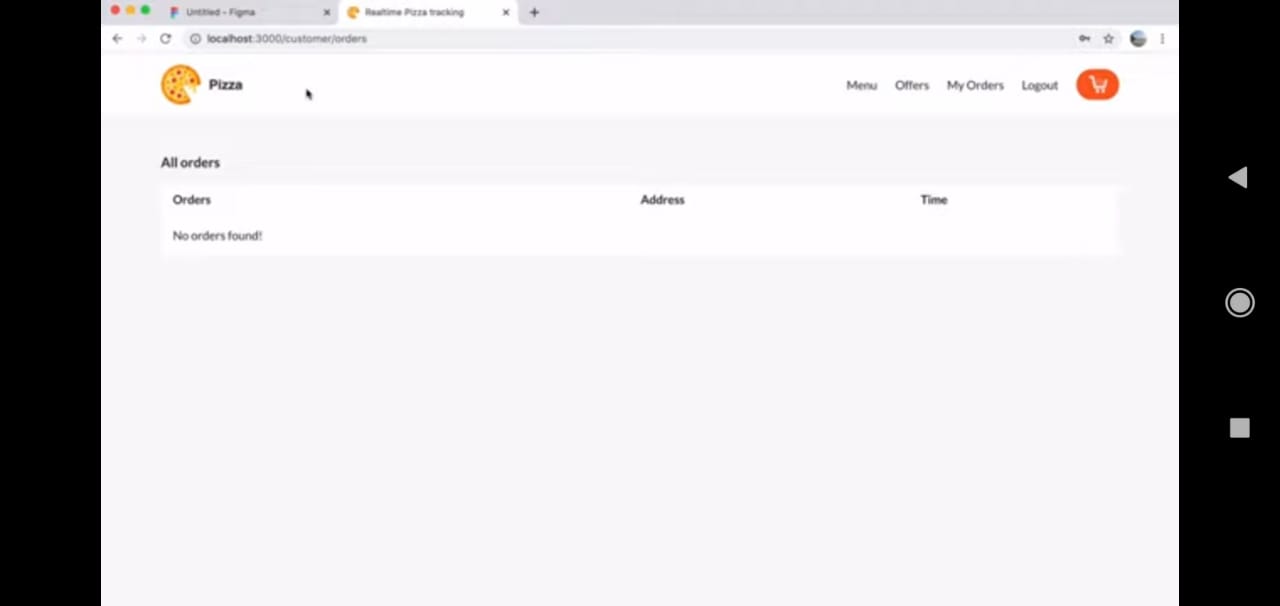 Untitled - Figma
Realtime Pizza tracking
localhost:3000/customer/orders
Pizza
Menu Offers My Orders Logout
All orders
Orders Address Time
No orders found!